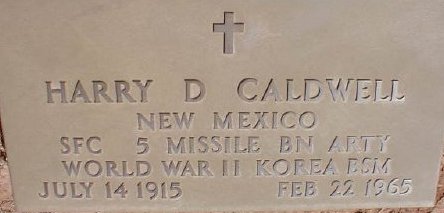 HARRY D CALDWELL
NEW MEXICO
SFC 5 MISSILE BN ARTY
WORLD WAR II KOREA BSM
JULY 14 1915 FEB 22 1965